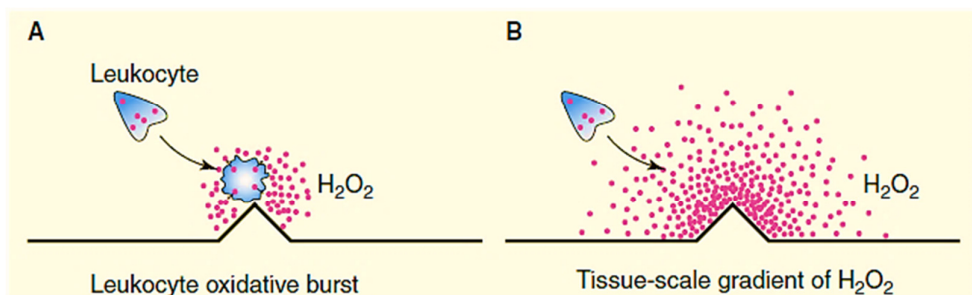 A
Leukocyte
H₂O₂
Leukocyte oxidative burst
B
H₂O₂
Tissue-scale gradient of H₂O₂